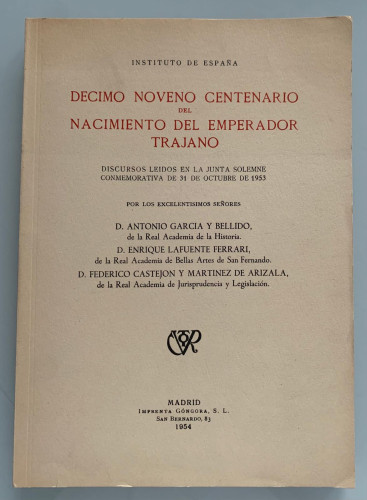 INSTITUTO DE ESPAÑA
DECIMO NOVENO CENTENARIO
DEL
NACIMIENTO DEL EMPERADOR
TRAJANO
DISCURSOS LEIDOS EN LA JUNTA SOLEMNE
CONMEMORATIVA DE 31 DE OCTUBRE DE 1953
POR LOS EXCELENTISIMOS SEÑORES
D. ANTONIO GARCIA Y BELLIDO,
de la Real Academia de la Historia.
D. ENRIQUE LAFUENTE FERRARI,
de la Real Academia de Bellas Artes de San Fernando.
D. FEDERICO CASTEJON Y MARTINEZ DE ARIZALA,
de la Real Academia de Jurisprudencia y Legislación.
MADRID
IMPRENTA GÓNGORA, S. L.
SAN BERNARDO, 85
1954